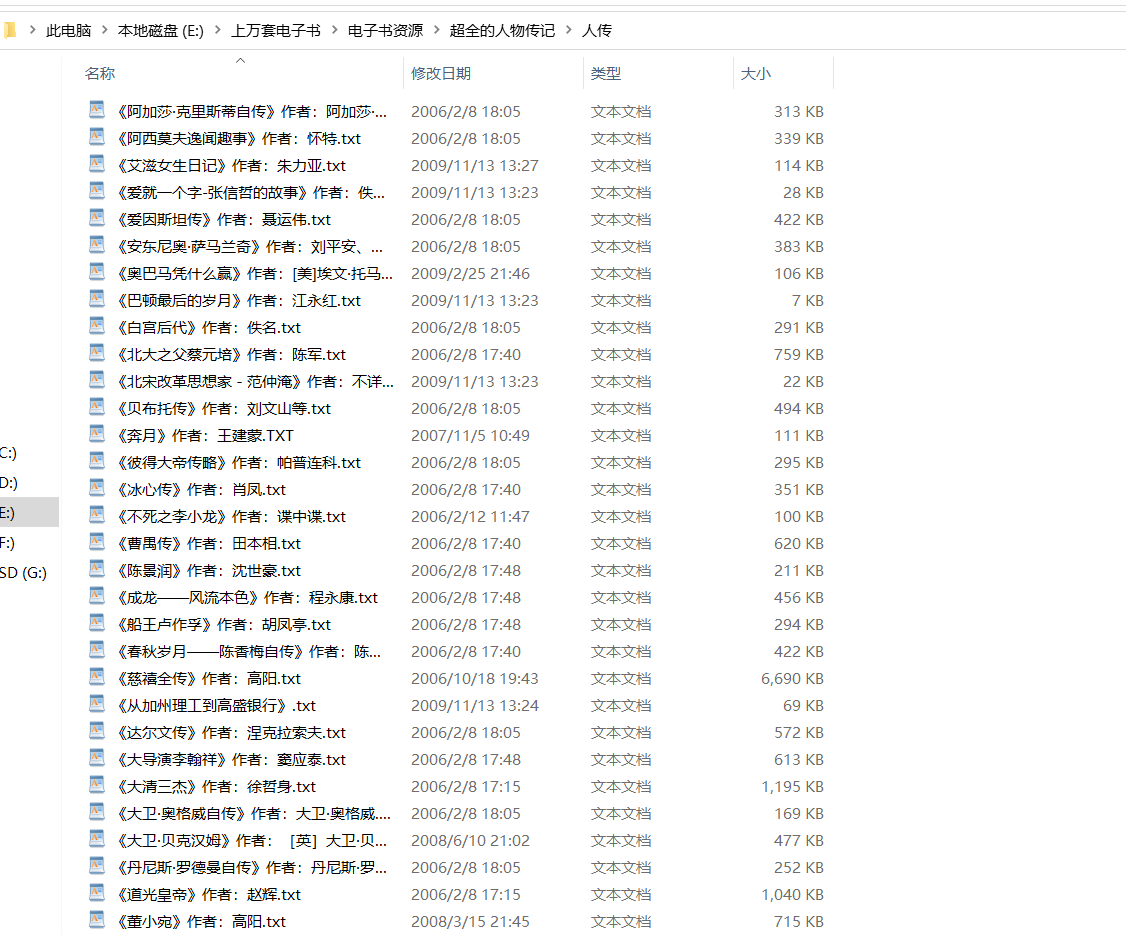 此电脑 > 本地磁盘 (E:) > 上万套电子书 > 电子书资源 > 超全的人物传记 > 人传
名称 修改日期 类型 大小
《阿加莎·克里斯蒂自传》作者：阿加莎·... 2006/2/8 18:05 文本文档 313 KB
《阿西莫夫逸闻趣事》作者：怀特.txt 2006/2/8 18:05 文本文档 339 KB
《艾滋女生日记》作者：朱力亚.txt 2009/11/13 13:27 文本文档 114 KB
《爱就一个字-张信哲的故事》作者：佚... 2009/11/13 13:23 文本文档 28 KB
《爱因斯坦传》作者：聂运伟.txt 2006/2/8 18:05 文本文档 422 KB
《安东尼奥·萨马兰奇》作者：刘平安、... 2006/2/8 18:05 文本文档 383 KB
《奥巴马凭什么赢》作者：[美]埃文·托马... 2009/2/25 21:46 文本文档 106 KB
《巴顿最后的岁月》作者：江永红.txt 2009/11/13 13:23 文本文档 7 KB
《白宫后代》作者：佚名.txt 2006/2/8 18:05 文本文档 291 KB
《北大之父蔡元培》作者：陈军.txt 2006/2/8 17:40 文本文档 759 KB
《北宋改革思想家 - 范仲淹》作者：不详... 2009/11/13 13:23 文本文档 22 KB
《贝布托传》作者：刘文山等.txt 2006/2/8 18:05 文本文档 494 KB
《奔月》作者：王建蒙.TXT 2007/11/5 10:49 文本文档 111 KB
《彼得大帝传略》作者：帕普连科.txt 2006/2/8 18:05 文本文档 295 KB
C:)
《冰心传》作者：肖凤.txt 2006/2/8 17:40 文本文档 351 KB
D:)
《不死之李小龙》作者：谍中谍.txt 2006/2/12 11:47 文本文档 100 KB
E:)
《曹禺传》作者：田本相.txt 2006/2/8 17:40 文本文档 620 KB
F:)
《陈景润》作者：沈世豪.txt 2006/2/8 17:48 文本文档 211 KB
SD (G:)
《成龙——风流本色》作者：程永康.txt 2006/2/8 17:48 文本文档 456 KB
《船王卢作孚》作者：胡凤亭.txt 2006/2/8 17:48 文本文档 294 KB
《春秋岁月——陈香梅自传》作者：陈... 2006/2/8 17:40 文本文档 422 KB
《慈禧全传》作者：高阳.txt 2006/10/18 19:43 文本文档 6,690 KB
《从加州理工到高盛银行》.txt 2009/11/13 13:24 文本文档 69 KB
《达尔文传》作者：涅克拉索夫.txt 2006/2/8 18:05 文本文档 572 KB
《大导演李翰祥》作者：窦应泰.txt 2006/2/8 17:48 文本文档 613 KB
《大清三杰》作者：徐哲身.txt 2006/2/8 17:15 文本文档 1,195 KB
《大卫·奥格威自传》作者：大卫·奥格威.... 2006/2/8 18:05 文本文档 169 KB
《大卫·贝克汉姆》作者： [英] 大卫·贝... 2008/6/10 21:02 文本文档 477 KB
《丹尼斯·罗德曼自传》作者：丹尼斯·罗... 2006/2/8 18:05 文本文档 252 KB
《道光皇帝》作者：赵辉.txt 2006/2/8 17:15 文本文档 1,040 KB
《董小宛》作者：高阳.txt 2008/3/15 21:45 文本文档 715 KB